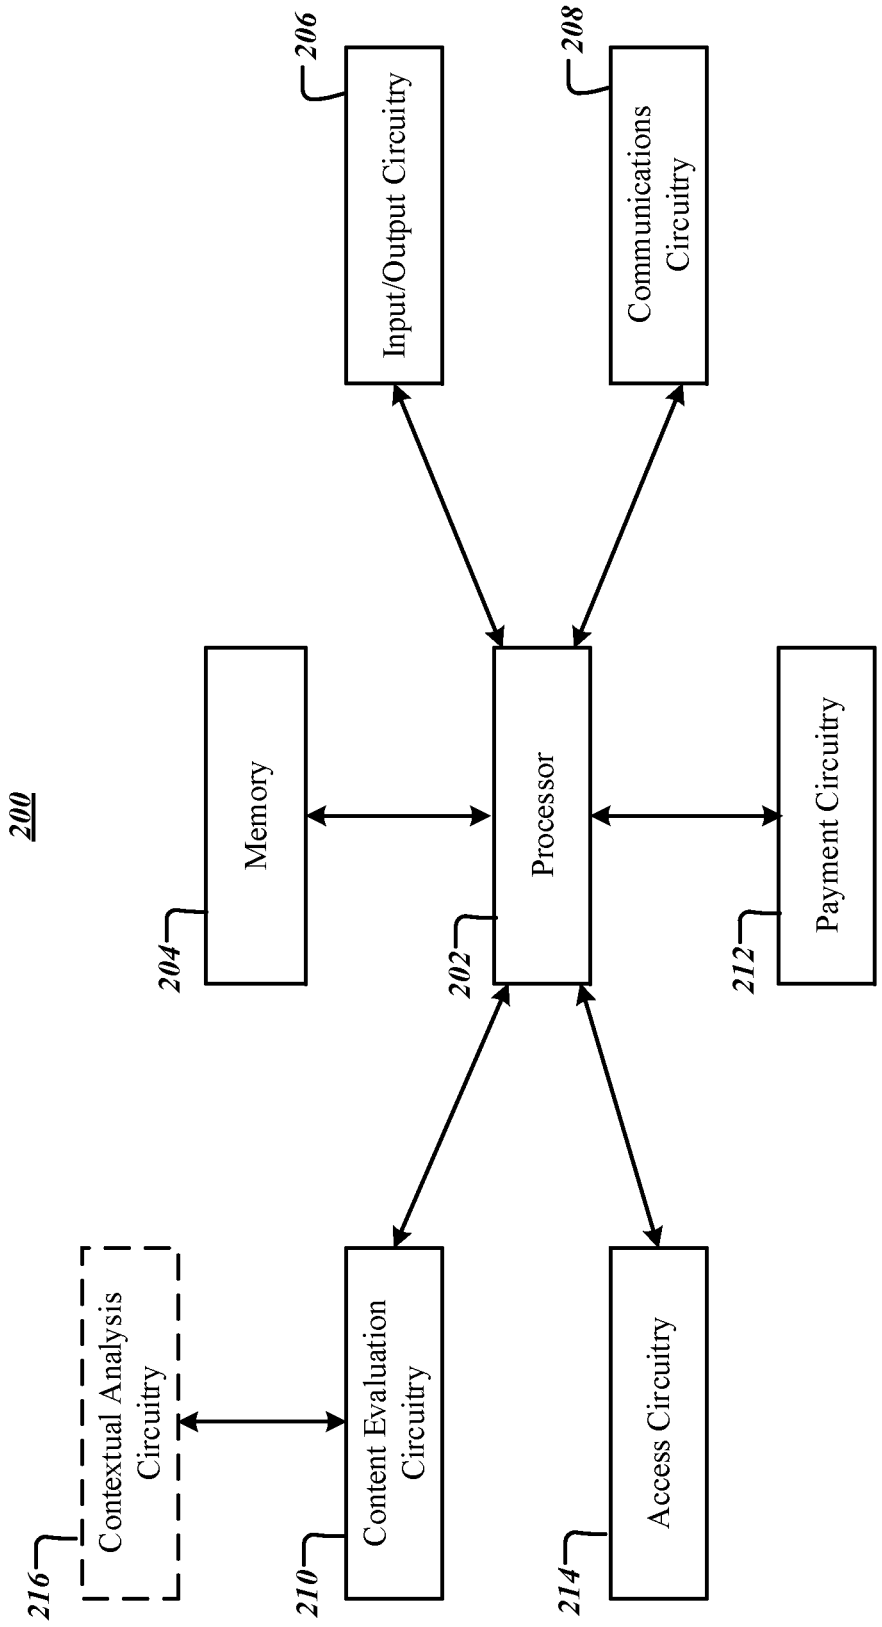 200
216
Contextual Analysis
Circuitry
204
Memory
206
Input/Output Circuitry
210
Content Evaluation
Circuitry
202
Processor
208
Communications
Circuitry
214
Access Circuitry
212
Payment Circuitry